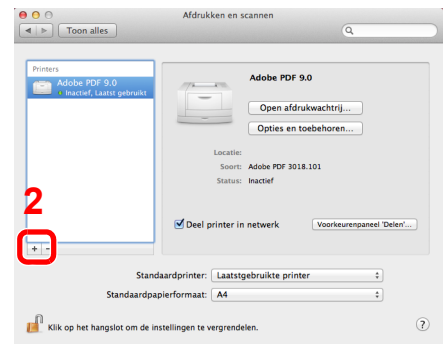 Afdrukken en scannen
Toon alles
Printers
Adobe PDF 9.0
Inactief, Laatst gebruikt
Adobe PDF 9.0
Open afdrukwachtrij...
Opties en toebehoren...
Locatie:
Soort: Adobe PDF 3018.101
Status: Inactief
2
Deel printer in netwerk
Voorkeurenpaneel 'Delen'...
+ -
Standaardprinter: Laatstgebruikte printer
Standaardpapierformaat: A4
Klik op het hangslot om de instellingen te vergrendelen.
?